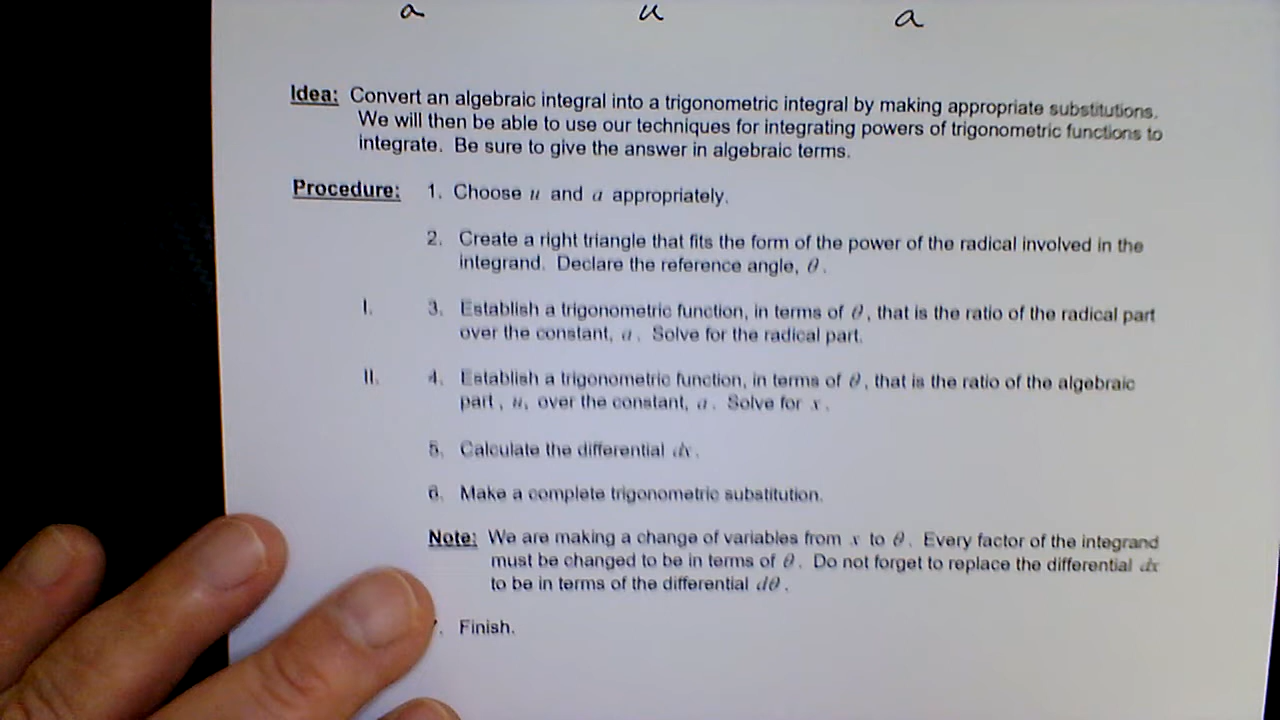 a u a
Idea: Convert an algebraic integral into a trigonometric integral by making appropriate substitutions.
We will then be able to use our techniques for integrating powers of trigonometric functions to
integrate. Be sure to give the answer in algebraic terms.
Procedure: 1. Choose u and a appropriately.
2. Create a right triangle that fits the form of the power of the radical involved in the
integrand. Declare the reference angle, θ.
I. 3. Establish a trigonometric function, in terms of θ, that is the ratio of the radical part
over the constant, a. Solve for the radical part.
II. 4. Establish a trigonometric function, in terms of θ, that is the ratio of the algebraic
part, u, over the constant, a. Solve for x.
5. Calculate the differential dx.
6. Make a complete trigonometric substitution.
Note: We are making a change of variables from x to θ. Every factor of the integrand
must be changed to be in terms of θ. Do not forget to replace the differential dx
to be in terms of the differential dθ.
. Finish.